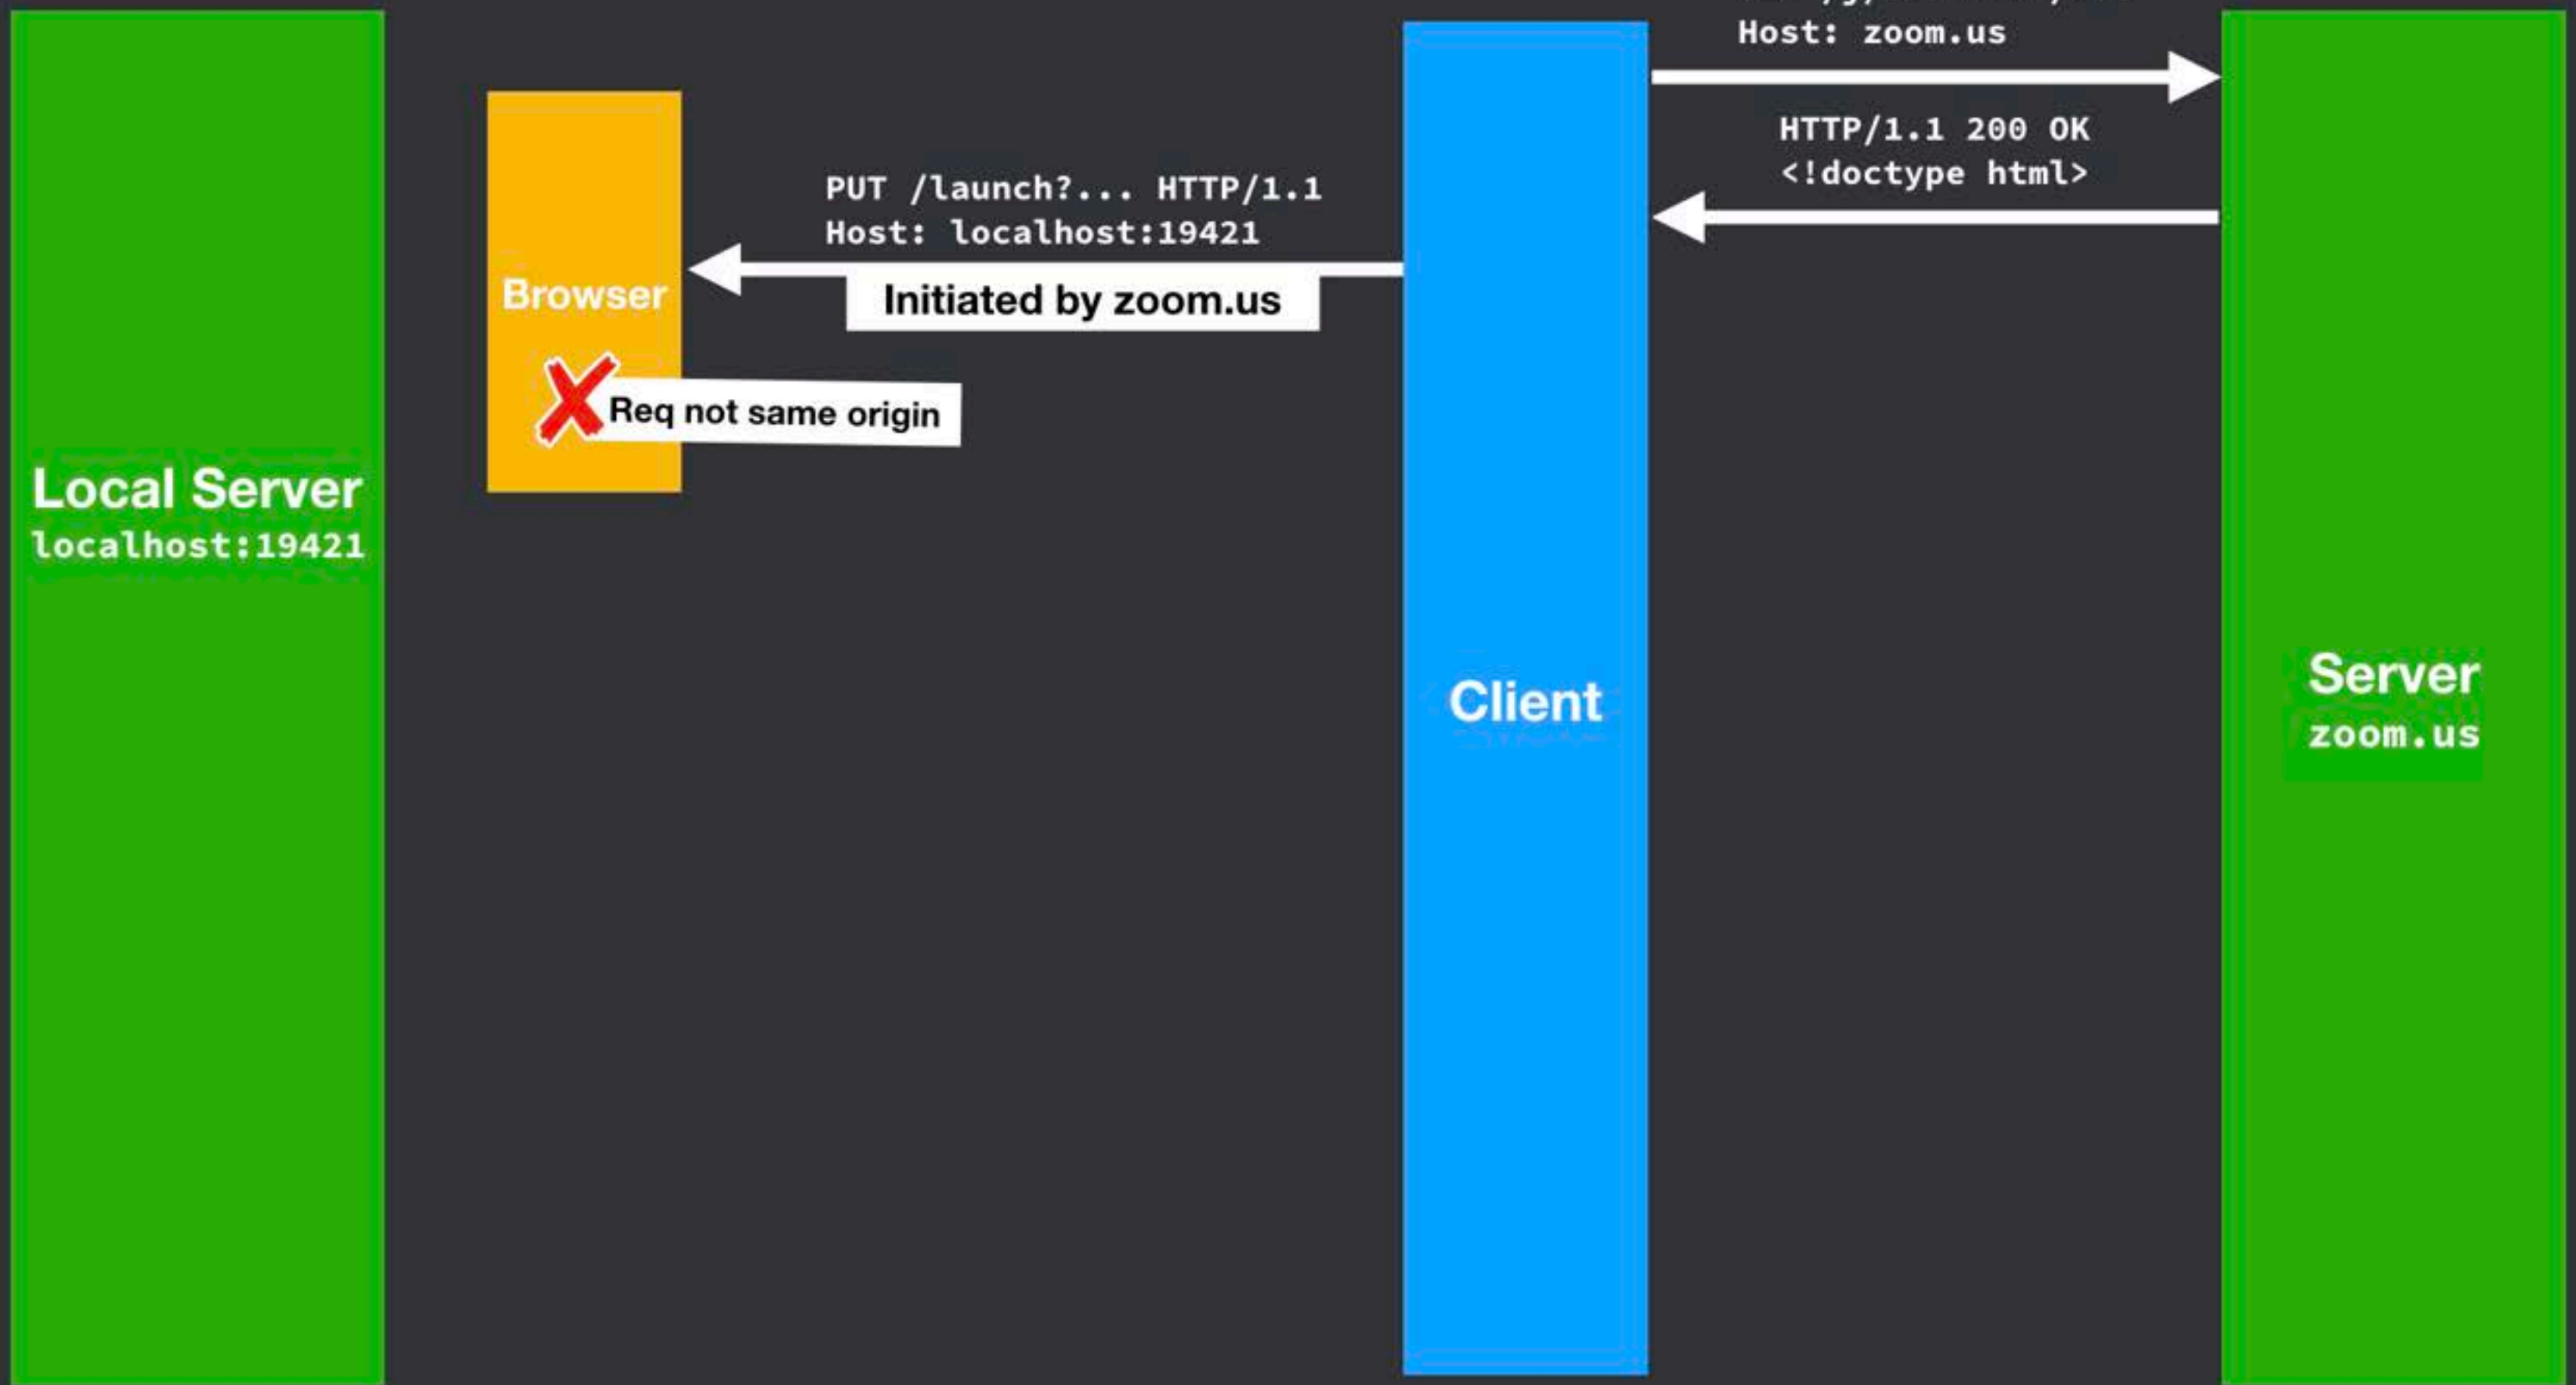 Host: zoom.us
HTTP/1.1 200 OK
<!doctype html>
PUT /launch?... HTTP/1.1
Host: localhost:19421
Initiated by zoom.us
Browser
Req not same origin
Local Server
localhost:19421
Client
Server
zoom.us